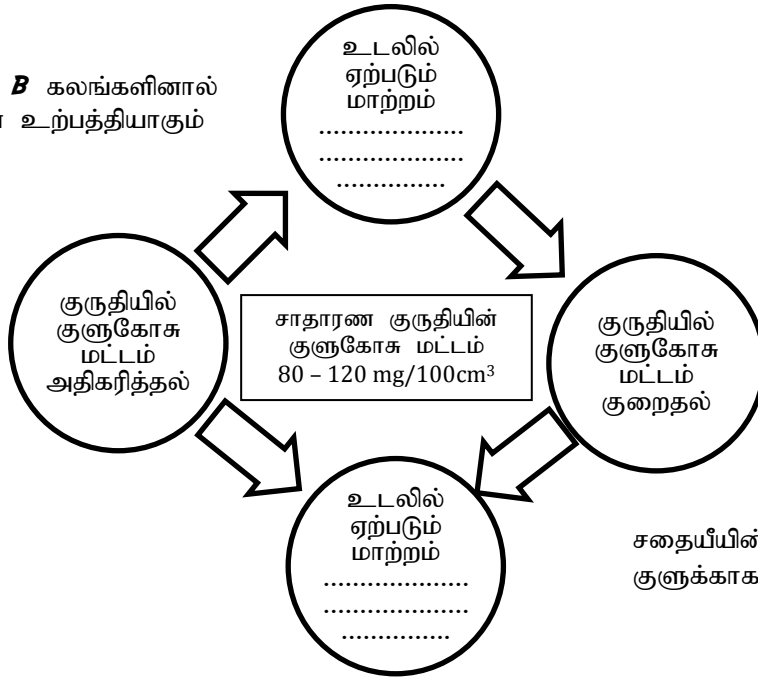 உடலில்
ஏற்படும்
மாற்றம்
....................
....................
...............
B கலங்களினால்
உற்பத்தியாகும்
குருதியில்
குளுகோசு
மட்டம்
அதிகரித்தல்
சாதாரண குருதியின்
குளுகோசு மட்டம்
80 – 120 mg/100cm³
குருதியில்
குளுகோசு
மட்டம்
குறைதல்
உடலில்
ஏற்படும்
மாற்றம்
....................
....................
...............
சதையீயின்
குளுக்காக